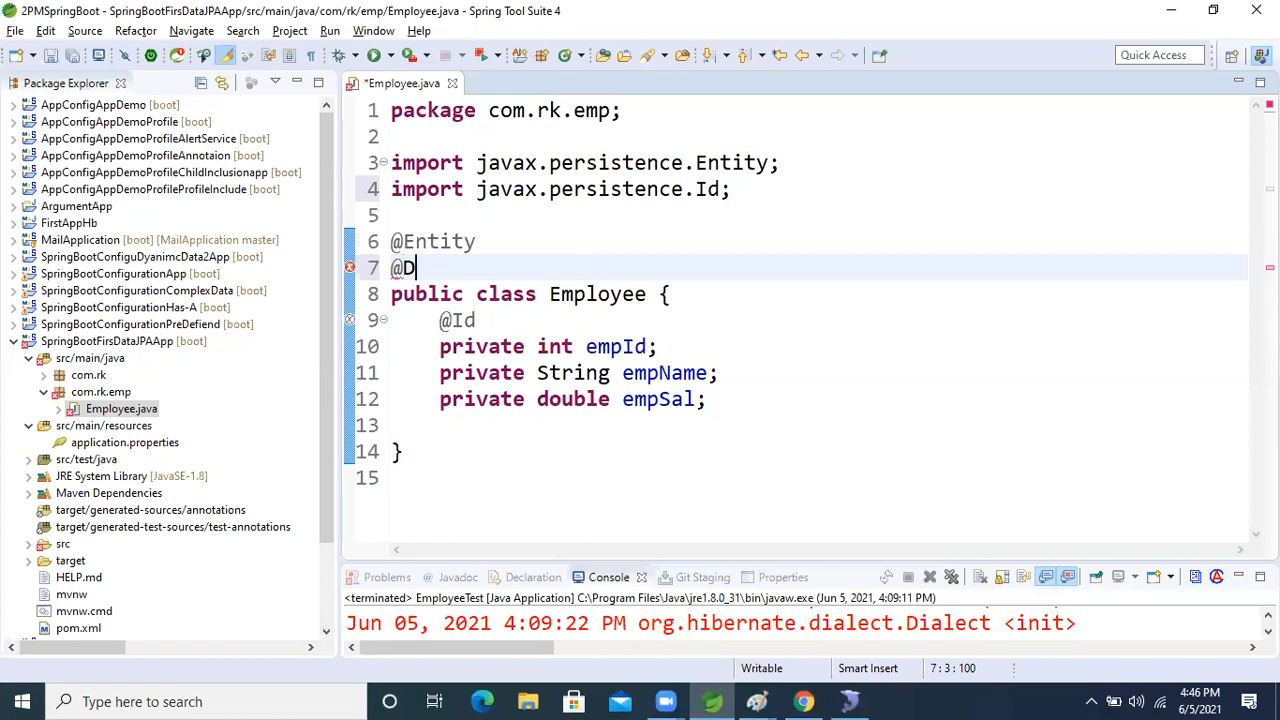 2PMSpringBoot - SpringBootFirsDataJPAApp/src/main/java/com/rk/emp/Employee.java - Spring Tool Suite 4
File Edit Source Refactor Navigate Search Project Run Window Help
Quick Access
Package Explorer
*Employee.java
AppConfigAppDemo [boot]
AppConfigAppDemoProfile [boot]
AppConfigAppDemoProfileAlertService [boot]
AppConfigAppDemoProfileAnnotaion [boot]
AppConfigAppDemoProfileChildInclusionapp [boot]
AppConfigAppDemoProfileProfileInclude [boot]
ArgumentApp
FirstAppHb
MailApplication [boot] [MailApplication master]
SpringBootConfiguDyanimcData2App [boot]
SpringBootConfigurationApp [boot]
SpringBootConfigurationComplexData [boot]
SpringBootConfigurationHas-A [boot]
SpringBootConfigurationPreDefiend [boot]
SpringBootFirsDataJPAApp [boot]
src/main/java
com.rk
com.rk.emp
Employee.java
src/main/resources
application.properties
src/test/java
JRE System Library [JavaSE-1.8]
Maven Dependencies
target/generated-sources/annotations
target/generated-test-sources/test-annotations
src
target
HELP.md
mvnw
mvnw.cmd
pom.xml
1 package com.rk.emp;
2
3 import javax.persistence.Entity;
4 import javax.persistence.Id;
5
6 @Entity
7 @D
8 public class Employee {
9 @Id
10 private int empId;
11 private String empName;
12 private double empSal;
13
14 }
15
Problems Javadoc Declaration Console Git Staging Properties
<terminated> EmployeeTest [Java Application] C:\Program Files\Java\jre1.8.0_31\bin\javaw.exe (Jun 5, 2021, 4:09:11 PM)
Jun 05, 2021 4:09:22 PM org.hibernate.dialect.Dialect <init>
Writable Smart Insert 7 : 3 : 100
Type here to search
4:46 PM
6/5/2021